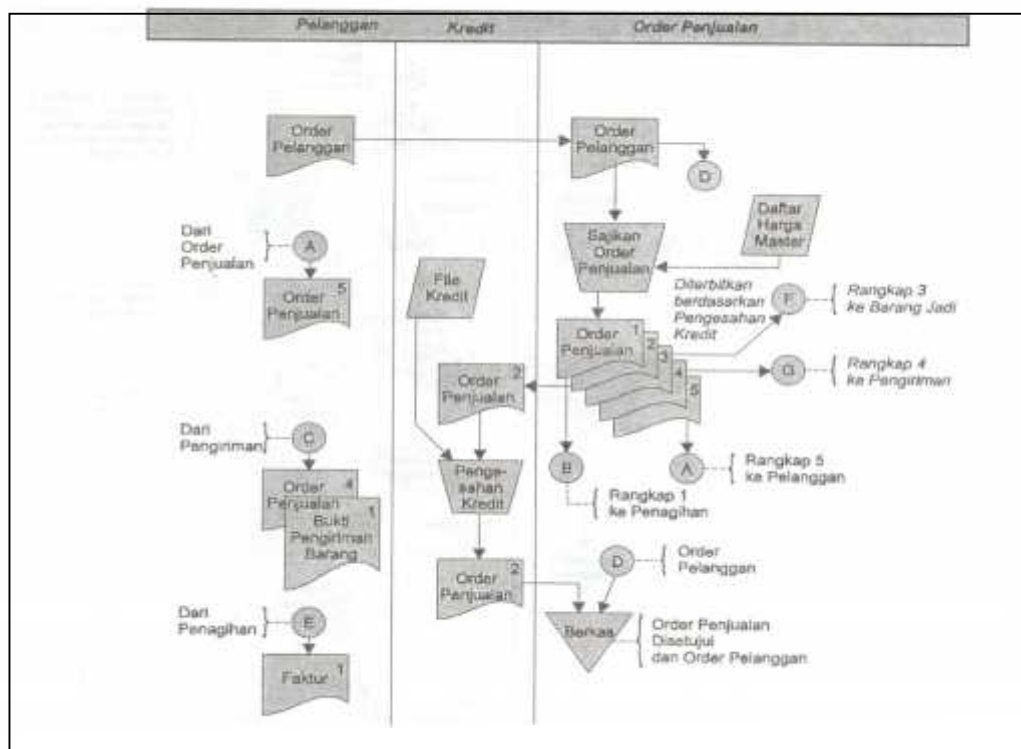 Pelanggan
Kredit
Order Penjualan
Order
Pelanggan
Order
Pelanggan
D
Daftar
Harga
Master
Dari
Order
Penjualan
A
Sajikan
Order
Penjualan
File
Kredit
Diterbitkan
berdasarkan
Pengesahan
Kredit
F
Rangkap 3
ke Barang Jadi
Order
Penjualan
5
Order
Penjualan
1
2
3
4
5
G
Rangkap 4
ke Pengiriman
Order
Penjualan
2
Dari
Pengiriman
C
B
A
Rangkap 5
ke Pelanggan
Rangkap 1
ke Penagihan
Penge-
sahan
Kredit
Order
Penjualan
4
Bukti
Pengiriman
Barang
1
Order
Penjualan
2
D
Order
Pelanggan
Dari
Penagihan
E
Berkas
Order Penjualan
Disetujui
dan Order Pelanggan
Faktur
1